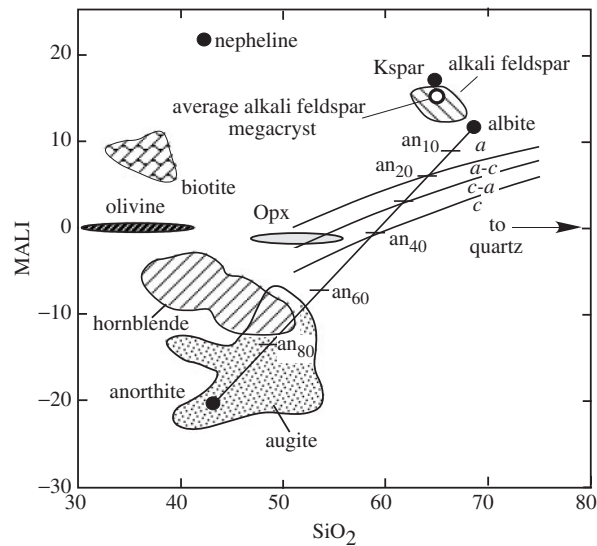 20
10
0
−10
−20
−30
MALI
30
40
50
60
70
80
SiO2
nepheline
Kspar
alkali feldspar
average alkali feldspar
megacryst
albite
an10
a
an20
a-c
c-a
c
biotite
olivine
Opx
an40
to
quartz
an60
hornblende
an80
anorthite
augite